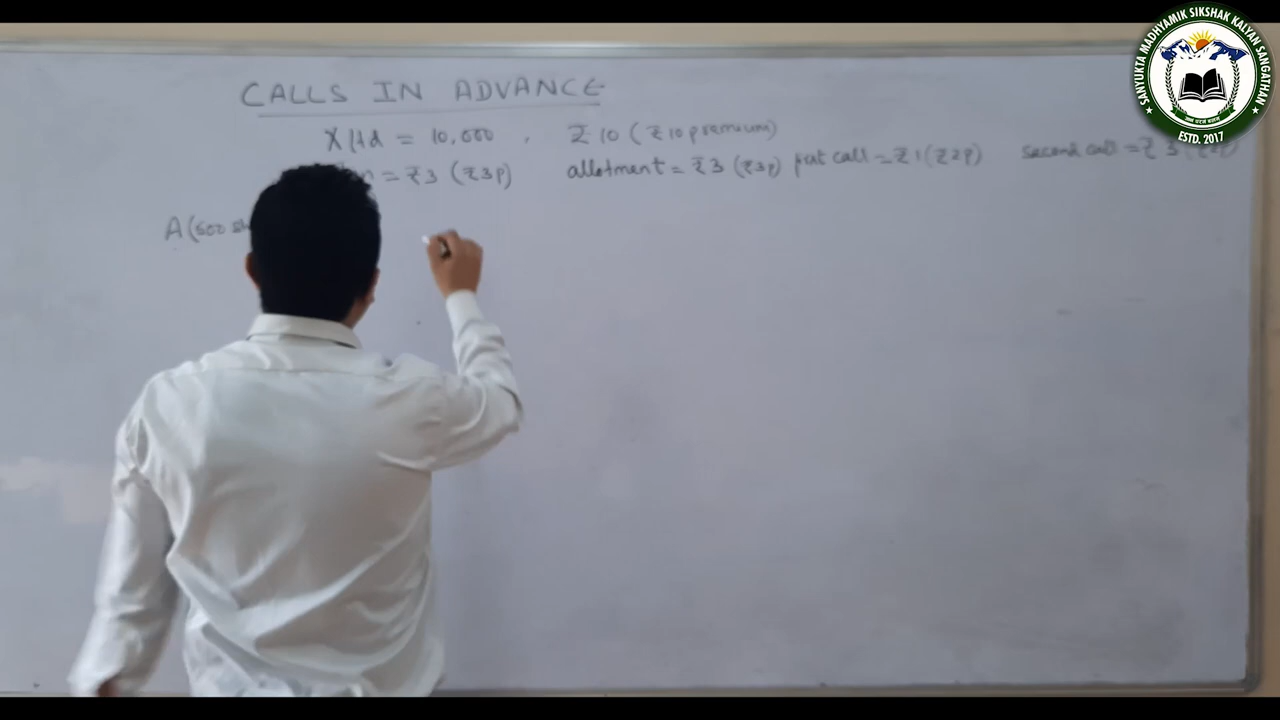 CALLS IN ADVANCE
X ltd = 10,000 , ₹ 10 (₹10 premium)
= ₹3 (₹3p) allotment = ₹3 (₹3p) first call = ₹1 (₹2p) second call = ₹ 3
A (500 sh
SANYUKTA MADHYAMIK SIKSHAK KALYAN SANGATHAN
ESTD. 2017